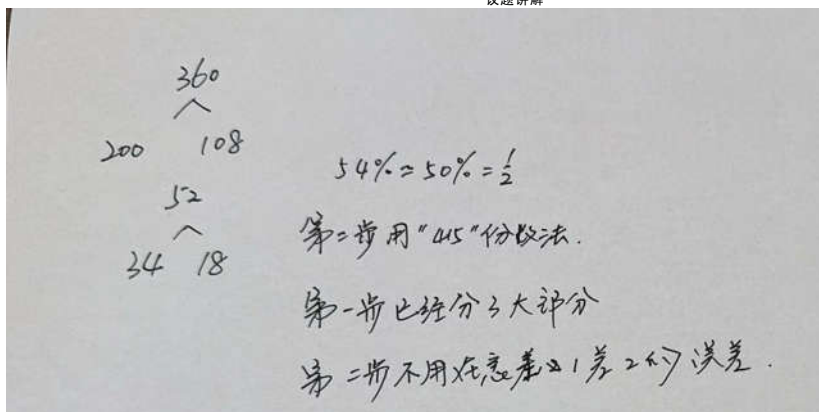 议题讲解
360
200 108
52
34 18
54%≈50%=1/2
第二步用"415"份数法.
第一步已经分了大部分
第二步不用在意差1差2的误差.